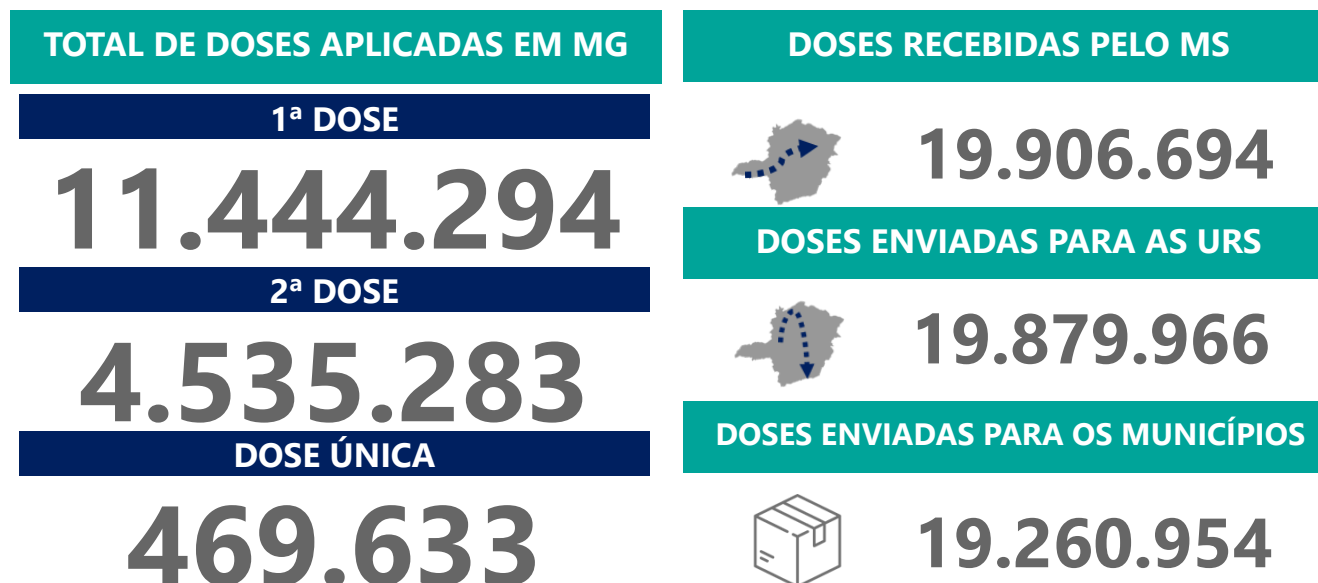 TOTAL DE DOSES APLICADAS EM MG
1ª DOSE
11.444.294
2ª DOSE
4.535.283
DOSE ÚNICA
469.633
DOSES RECEBIDAS PELO MS
19.906.694
DOSES ENVIADAS PARA AS URS
19.879.966
DOSES ENVIADAS PARA OS MUNICÍPIOS
19.260.954